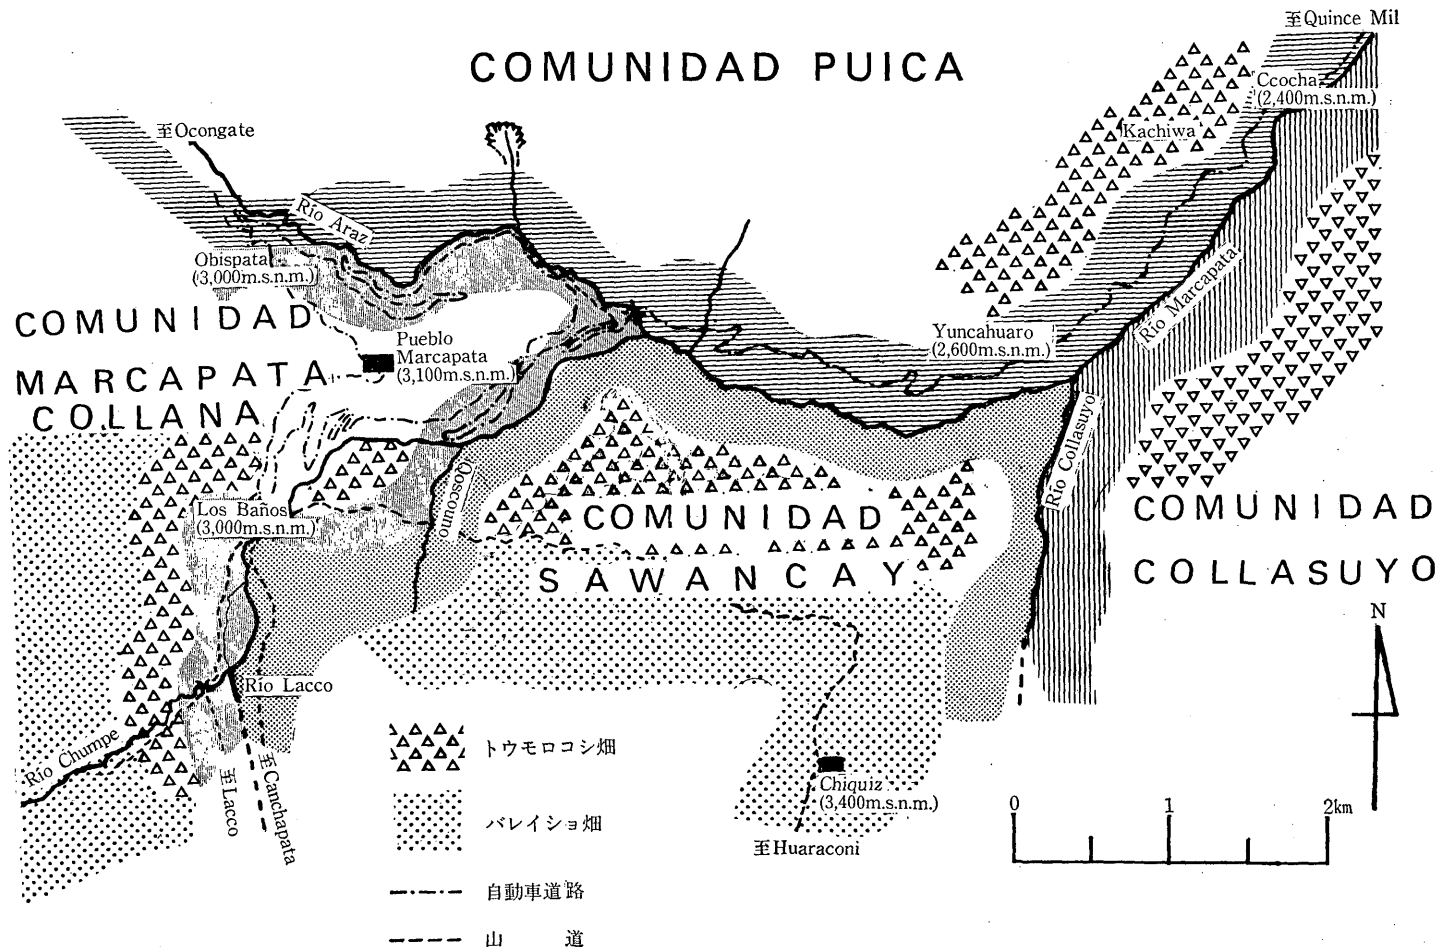 至Quince Mil
COMUNIDAD PUICA
Ccocha
(2,400m.s.n.m.)
至Ocongate
Kachiwa
Río Araz
Obispata
(3,000m.s.n.m.)
Río Marcapata
COMUNIDAD
MARCAPATA
COLLANA
Pueblo
Marcapata
(3,100m.s.n.m.)
Yuncahuaro
(2,600m.s.n.m.)
Río Collasuyo
Los Baños
(3,000m.s.n.m.)
COMUNIDAD
SAWANCAY
COMUNIDAD
COLLASUYO
N
Río Lacco
Río Chumpe
至Lacco
至Canchapata
トウモロコシ畑
バレイショ畑
自動車道路
山 道
Chiquiz
(3,400m.s.n.m.)
至Huaraconi
0 1 2km